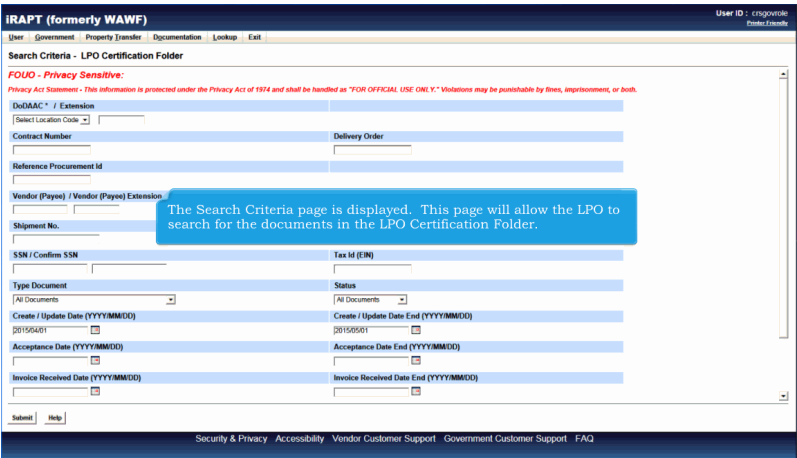 iRAPT (formerly WAWF)
User ID : crsgovrole
Printer Friendly
User Government Property Transfer Documentation Lookup Exit
Search Criteria - LPO Certification Folder
FOUO - Privacy Sensitive:
Privacy Act Statement - This information is protected under the Privacy Act of 1974 and shall be handled as "FOR OFFICIAL USE ONLY." Violations may be punishable by fines, imprisonment, or both.
DoDAAC * / Extension
Select Location Code
Contract Number Delivery Order
Reference Procurement Id
Vendor (Payee) / Vendor (Payee) Extension
The Search Criteria page is displayed. This page will allow the LPO to
search for the documents in the LPO Certification Folder.
Shipment No.
SSN / Confirm SSN Tax Id (EIN)
Type Document Status
All Documents All Documents
Create / Update Date (YYYY/MM/DD) Create / Update Date End (YYYY/MM/DD)
2015/04/01 2015/05/01
Acceptance Date (YYYY/MM/DD) Acceptance Date End (YYYY/MM/DD)
Invoice Received Date (YYYY/MM/DD) Invoice Received Date End (YYYY/MM/DD)
Submit Help
Security & Privacy Accessibility Vendor Customer Support Government Customer Support FAQ